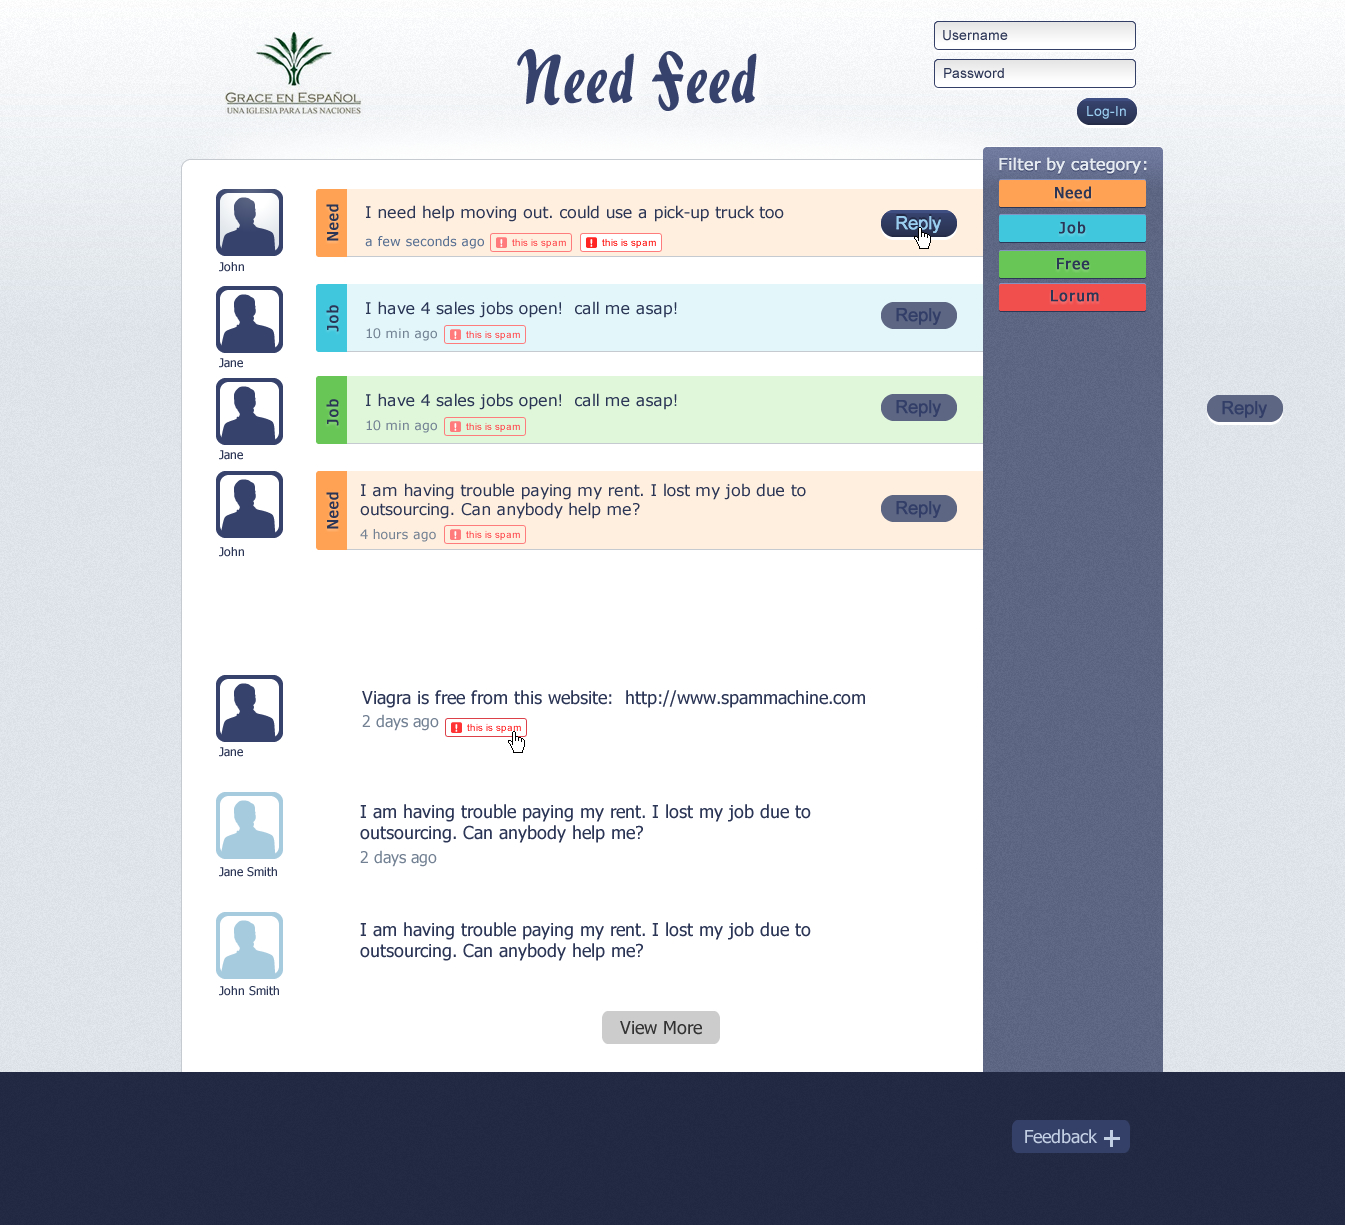 GRACE EN ESPAÑOL
UNA IGLESIA PARA LAS NACIONES
Need Feed
Username
Password
Log-In
Filter by category:
Need
Job
Free
Lorum
John
Need
I need help moving out. could use a pick-up truck too
a few seconds ago
this is spam
this is spam
Reply
Jane
Job
I have 4 sales jobs open!  call me asap!
10 min ago
this is spam
Reply
Jane
Job
I have 4 sales jobs open!  call me asap!
10 min ago
this is spam
Reply
Reply
John
Need
I am having trouble paying my rent. I lost my job due to
outsourcing. Can anybody help me?
4 hours ago
this is spam
Reply
Jane
Viagra is free from this website:  http://www.spammachine.com
2 days ago
this is spam
Jane Smith
I am having trouble paying my rent. I lost my job due to
outsourcing. Can anybody help me?
2 days ago
John Smith
I am having trouble paying my rent. I lost my job due to
outsourcing. Can anybody help me?
View More
Feedback +